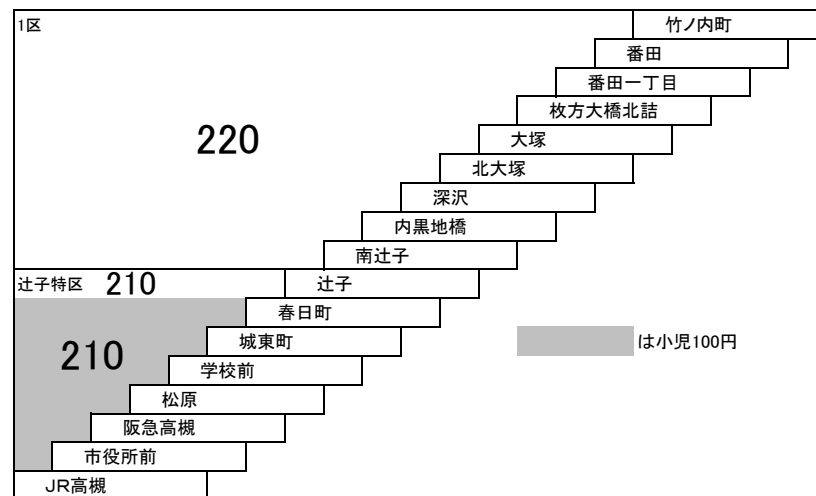 1区
竹ノ内町
番田
番田一丁目
枚方大橋北詰
220
大塚
北大塚
深沢
内黒地橋
南辻子
辻子特区 210
辻子
春日町
城東町
は小児100円
210
学校前
松原
阪急高槻
市役所前
JR高槻